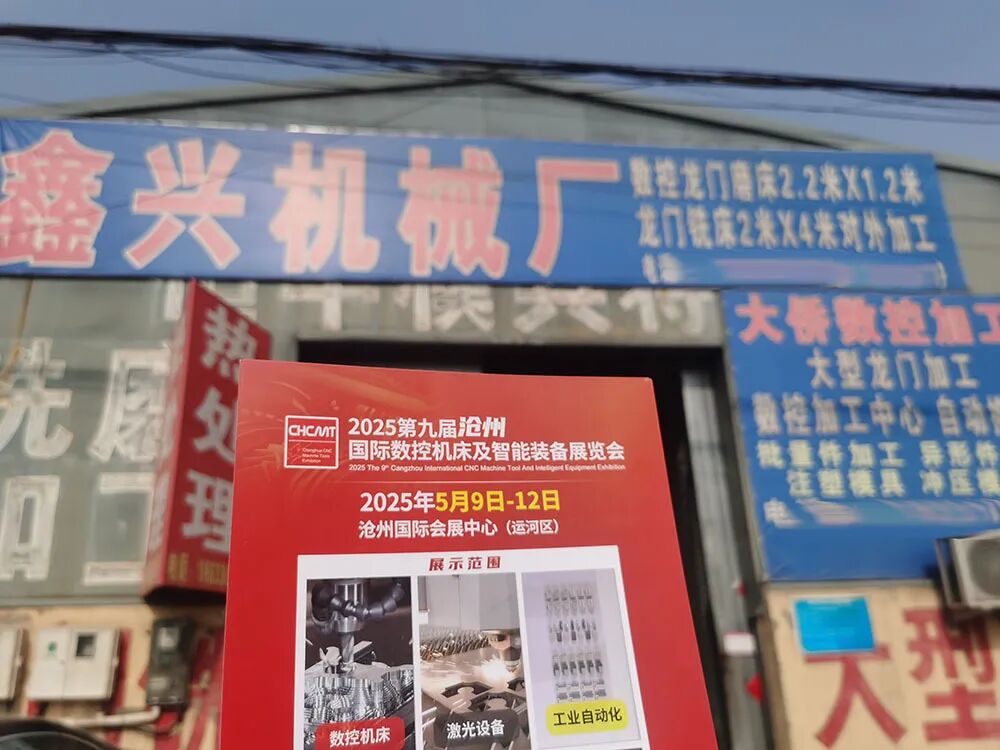 鑫兴机械厂
数控龙门磨床2.2米X1.2米
龙门铣床2米X4米对外加工
热处理
大侨数控加工
大型龙门加工
数控加工中心 自动
批量件加工 异形件
注塑模具 冲压模
电
大型
CHCMT
2025第九届沧州
国际数控机床及智能装备展览会
2025 The 9th Cangzhou International CNC Machine Tool And Intelligent Equipment Exhibition
2025年5月9日-12日
沧州国际会展中心（运河区）
展示范围
数控机床
激光设备
工业自动化